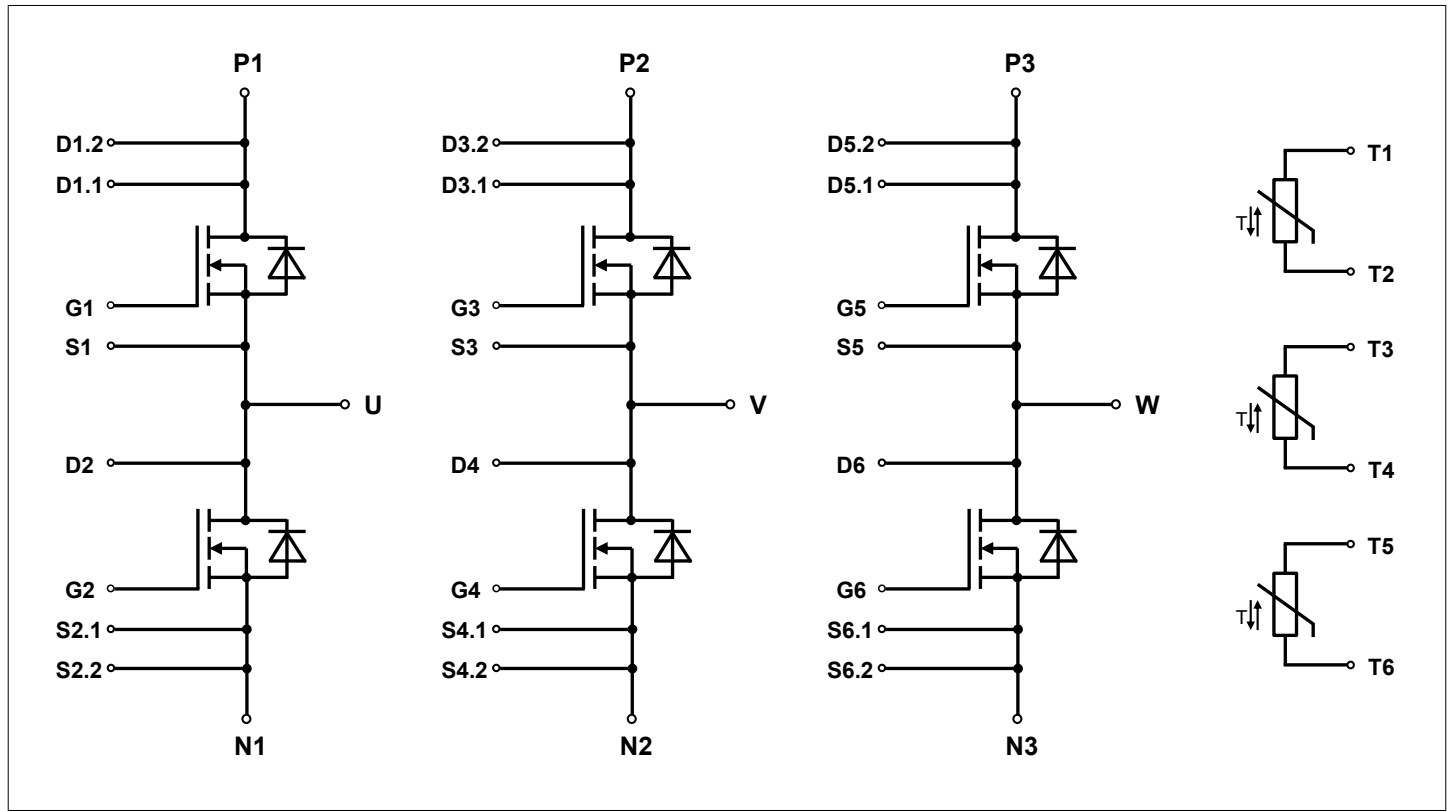 P1 P2 P3
D1.2 D3.2 D5.2 T1
D1.1 D3.1 D5.1
T
T2
G1 G3 G5
S1 S3 S5 T3
U V W
T
D2 D4 D6 T4
T5
G2 G4 G6
T
S2.1 S4.1 S6.1
S2.2 S4.2 S6.2 T6
N1 N2 N3